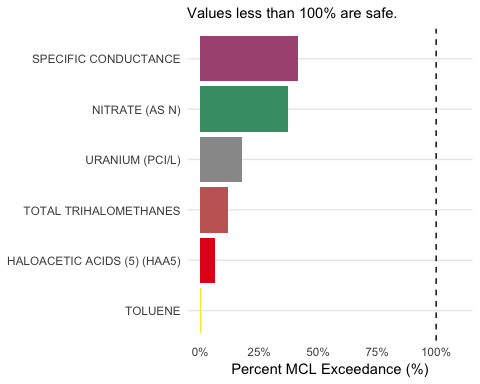 Values less than 100% are safe.
SPECIFIC CONDUCTANCE
NITRATE (AS N)
URANIUM (PCI/L)
TOTAL TRIHALOMETHANES
HALOACETIC ACIDS (5) (HAA5)
TOLUENE
0% 25% 50% 75% 100%
Percent MCL Exceedance (%)